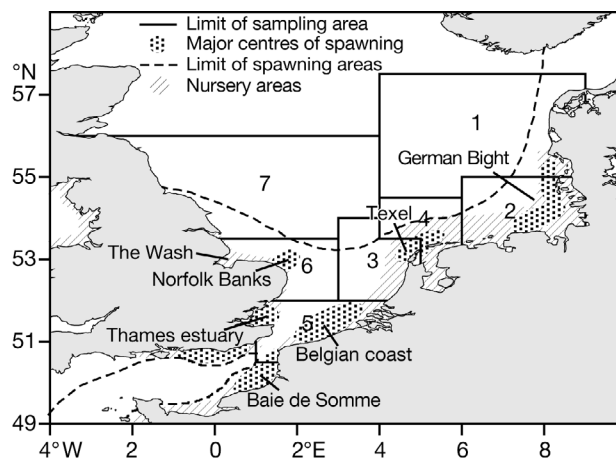 Limit of sampling area
Major centres of spawning
Limit of spawning areas
Nursery areas
°N
57
55
53
51
49
1
German Bight
7
Texel
4
2
The Wash
6
3
Norfolk Banks
5
Thames estuary
Belgian coast
Baie de Somme
4°W
2
0
2°E
4
6
8